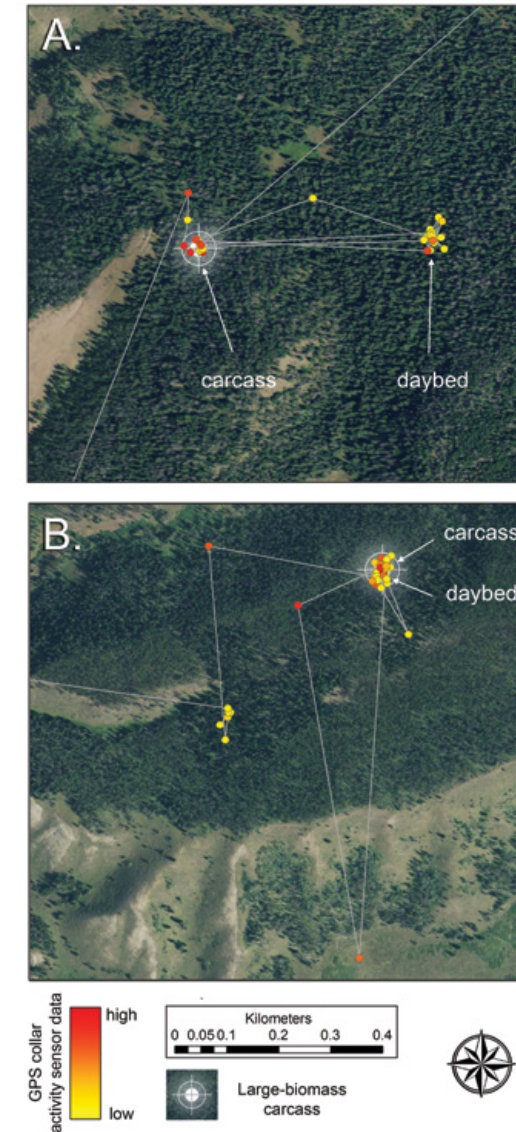 A.
carcass
daybed
B.
carcass
daybed
GPS collar
activity sensor data
high
low
Kilometers
0 0.05 0.1 0.2 0.3 0.4
Large-biomass
carcass